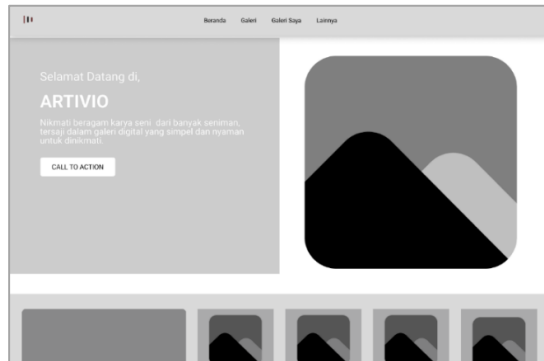 Beranda Galeri Galeri Saya Lainnya
Selamat Datang di,
ARTIVIO
Nikmati beragam karya seni dari banyak seniman,
tersaji dalam galeri digital yang simpel dan nyaman
untuk dinikmati.
CALL TO ACTION